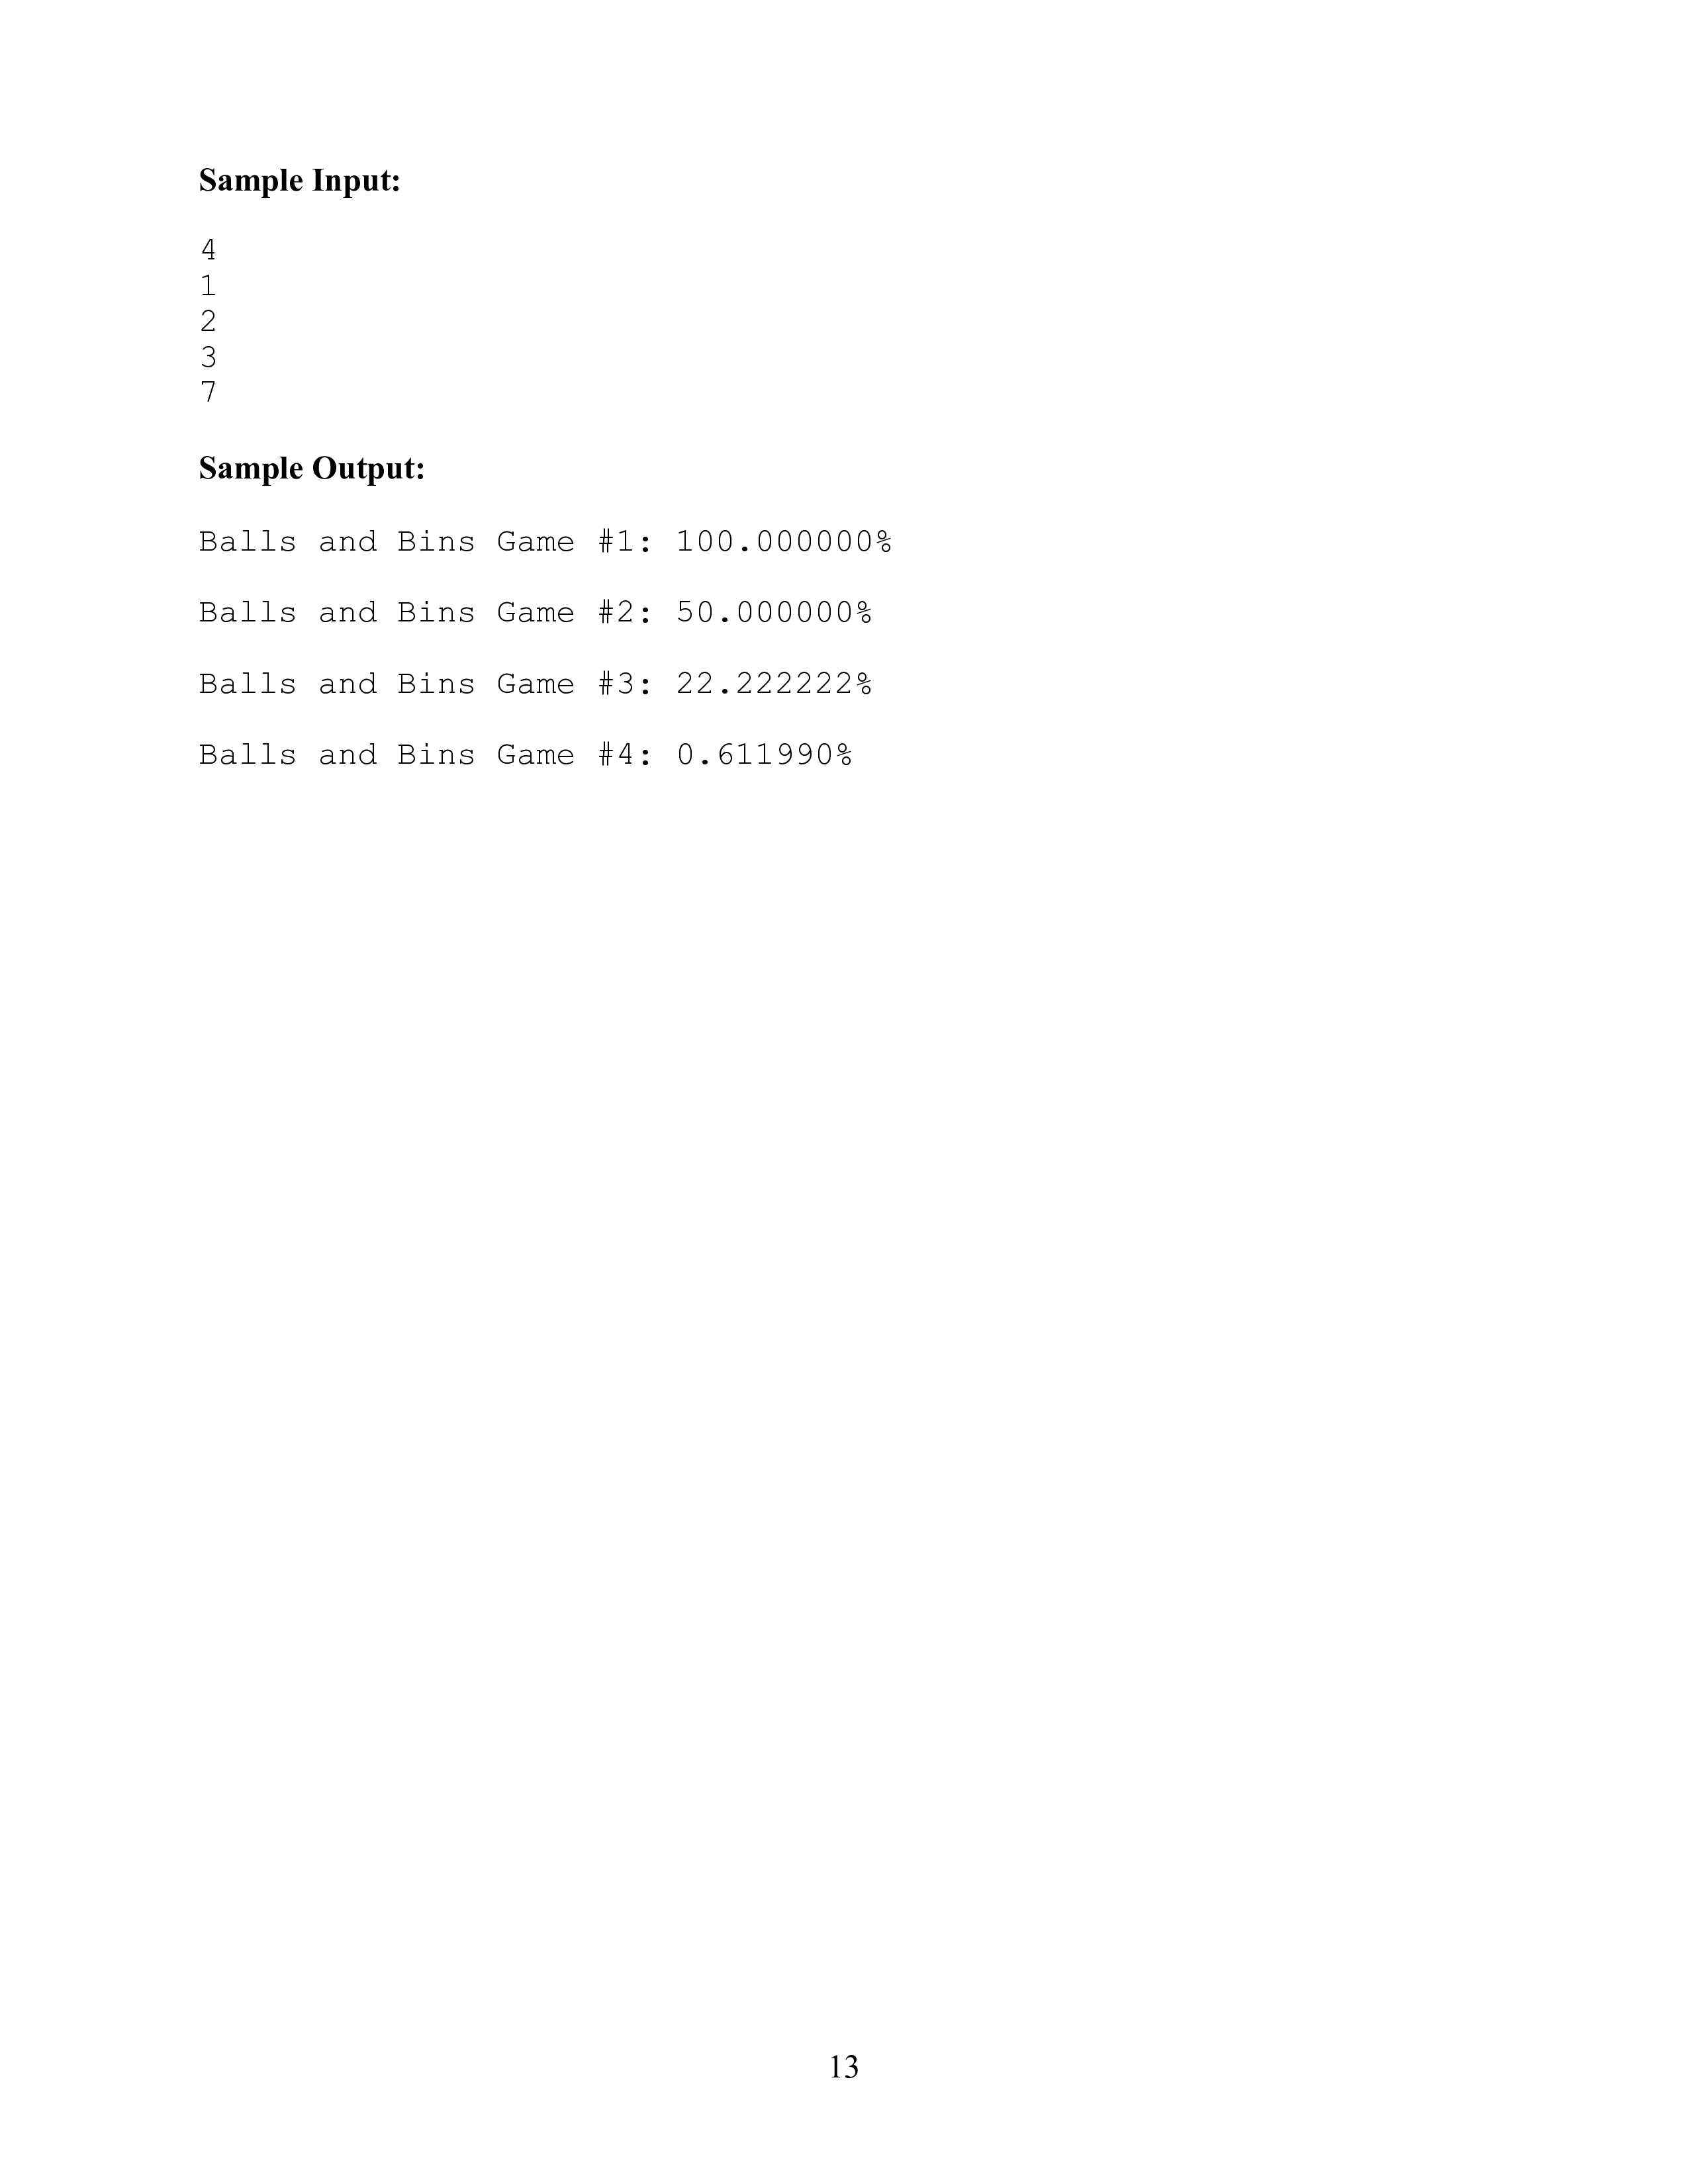 Sample Input:
4
1
2
3
7
Sample Output:
Balls and Bins Game #1: 100.000000%
Balls and Bins Game #2: 50.000000%
Balls and Bins Game #3: 22.222222%
Balls and Bins Game #4: 0.611990%
13